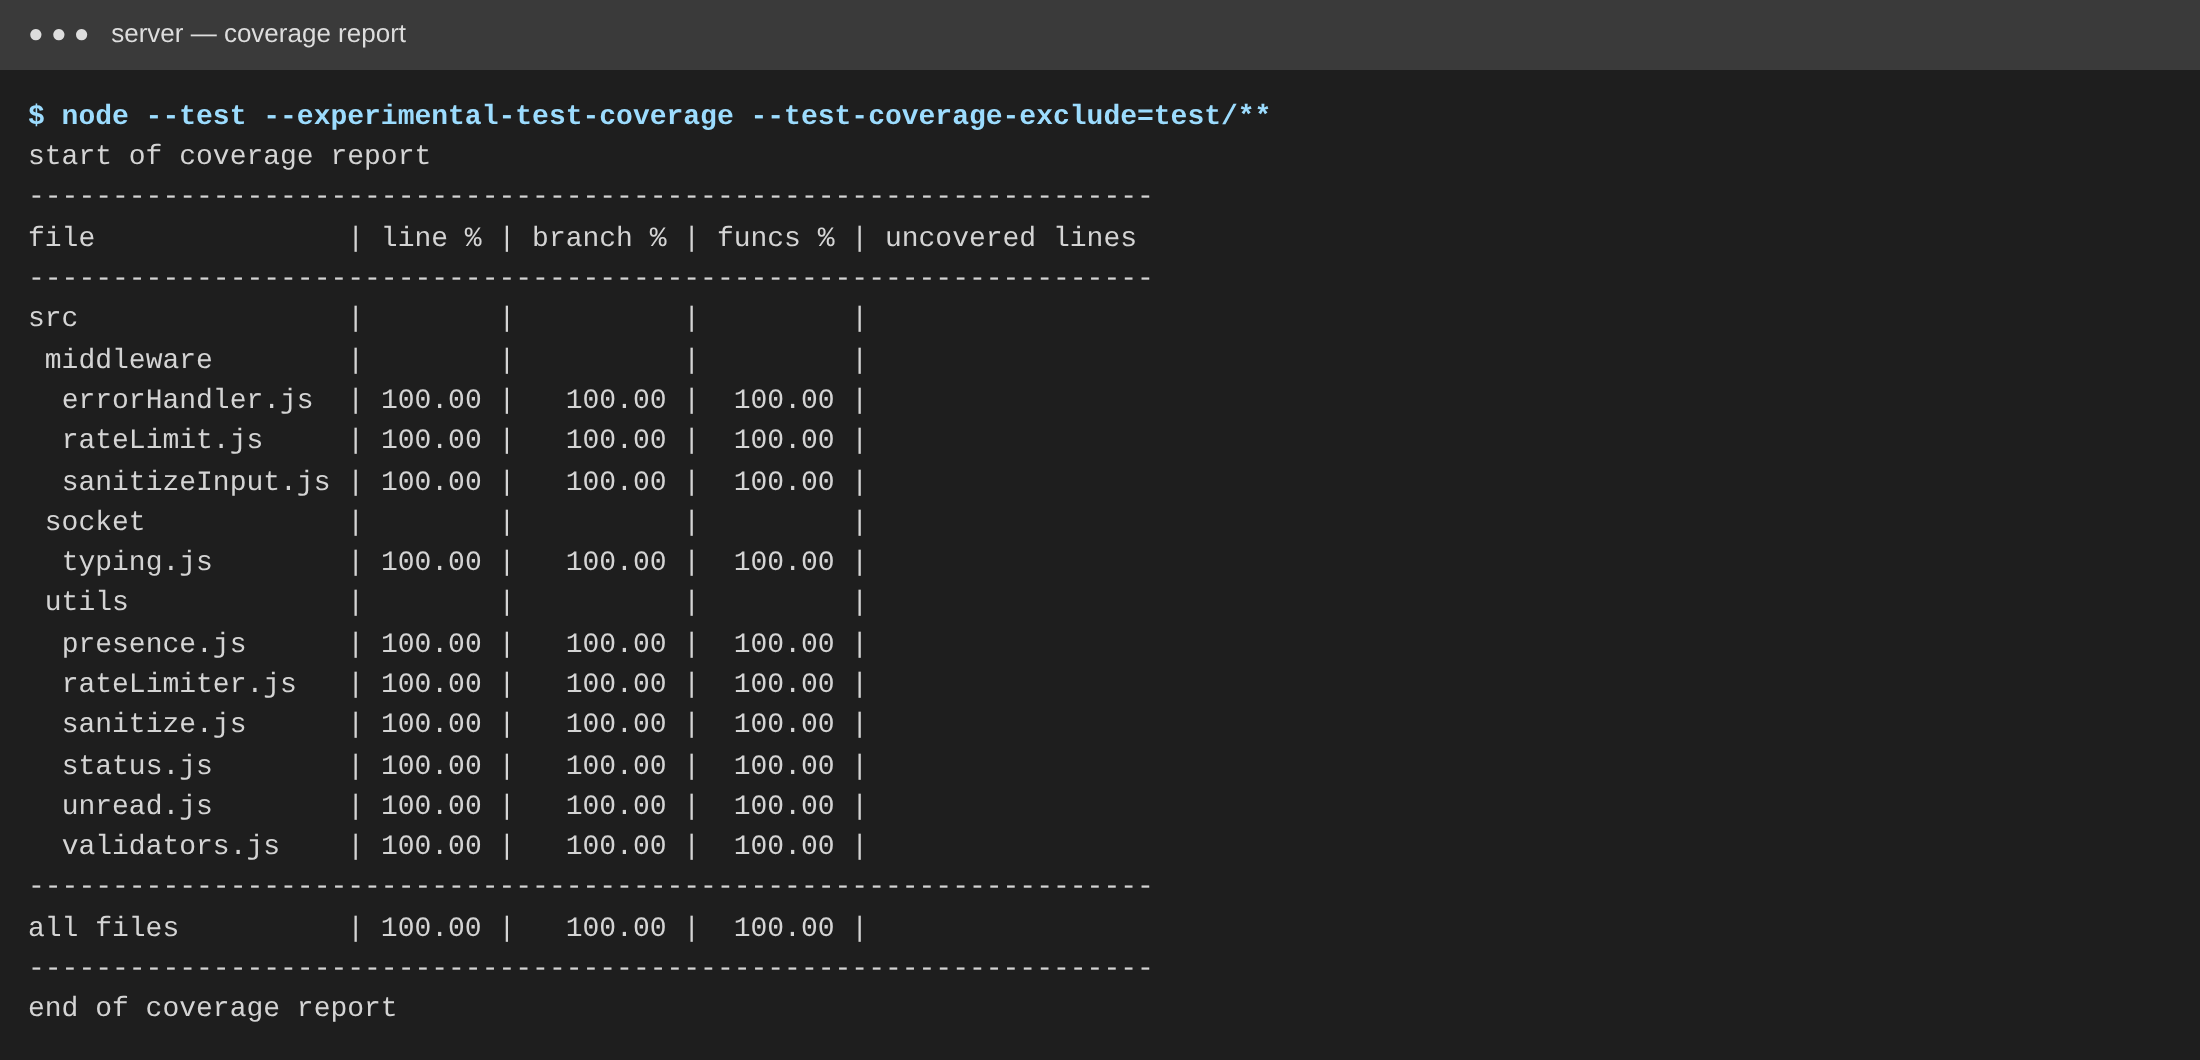 ●●● server — coverage report
$ node --test --experimental-test-coverage --test-coverage-exclude=test/**
start of coverage report
-------------------------------------------------------------------
file               | line % | branch % | funcs % | uncovered lines
-------------------------------------------------------------------
src                |        |          |         |
 middleware        |        |          |         |
  errorHandler.js  | 100.00 |   100.00 |  100.00 |
  rateLimit.js     | 100.00 |   100.00 |  100.00 |
  sanitizeInput.js | 100.00 |   100.00 |  100.00 |
 socket            |        |          |         |
  typing.js        | 100.00 |   100.00 |  100.00 |
 utils             |        |          |         |
  presence.js      | 100.00 |   100.00 |  100.00 |
  rateLimiter.js   | 100.00 |   100.00 |  100.00 |
  sanitize.js      | 100.00 |   100.00 |  100.00 |
  status.js        | 100.00 |   100.00 |  100.00 |
  unread.js        | 100.00 |   100.00 |  100.00 |
  validators.js    | 100.00 |   100.00 |  100.00 |
-------------------------------------------------------------------
all files          | 100.00 |   100.00 |  100.00 |
-------------------------------------------------------------------
end of coverage report